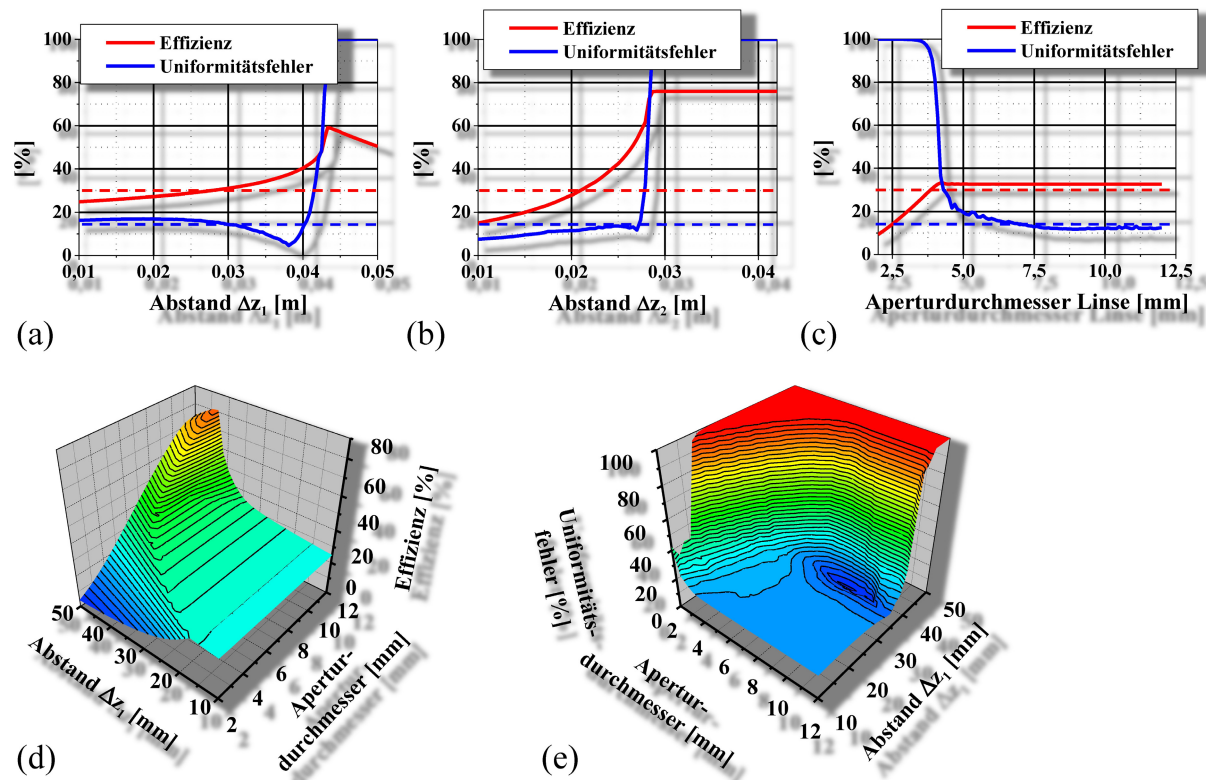 Effizienz
Uniformitätsfehler
100
80
60
40
20
0
[%]
0,01 0,02 0,03 0,04 0,05
Abstand Δz₁ [m]
(a)
Effizienz
Uniformitätsfehler
100
80
60
40
20
0
[%]
0,01 0,02 0,03 0,04
Abstand Δz₂ [m]
(b)
Effizienz
Uniformitätsfehler
100
80
60
40
20
0
[%]
2,5 5,0 7,5 10,0 12,5
Aperturdurchmesser Linse [mm]
(c)
80
60
40
20
0
Effizienz [%]
50 40 30 20 10
Abstand Δz₁ [mm]
2 4 6 8 10 12
Apertur-
durchmesser [mm]
(d)
100
80
60
40
20
0
Uniformitäts-
fehler [%]
2 4 6 8 10 12
Apertur-
durchmesser [mm]
10 20 30 40 50
Abstand Δz₁ [mm]
(e)